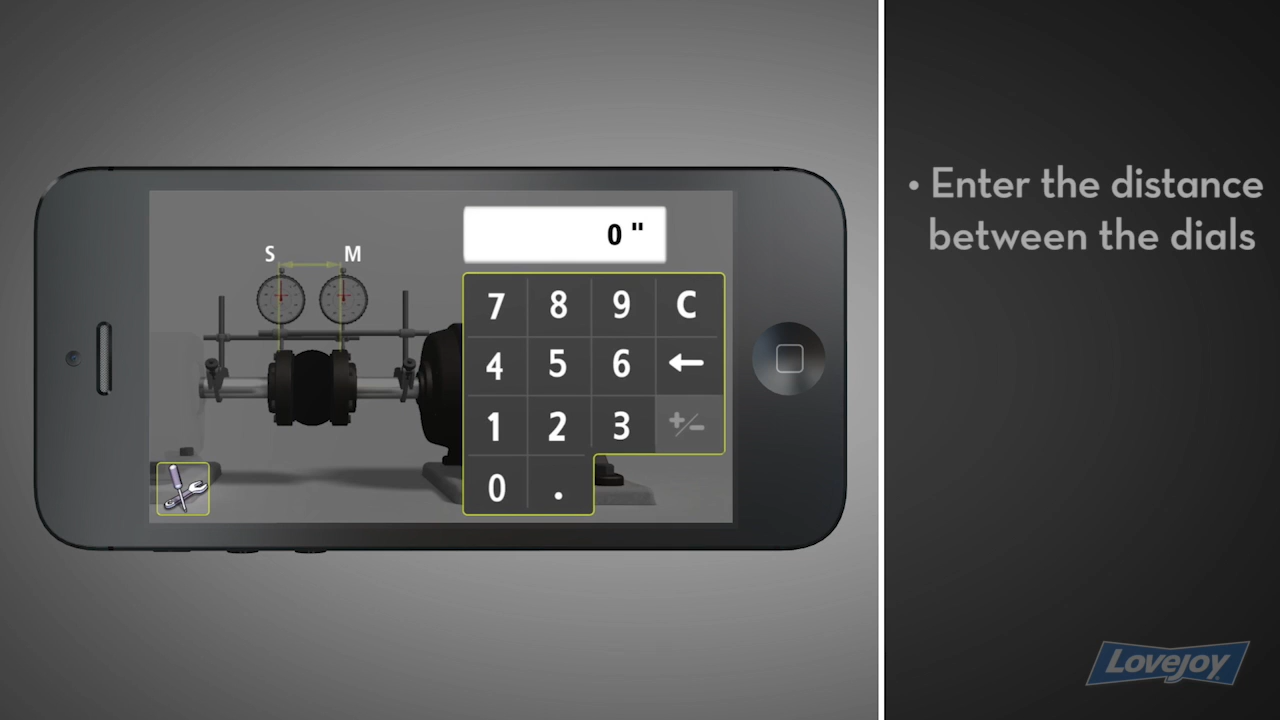 • Enter the distance
between the dials
S M
0 "
7 8 9 C
4 5 6 ←
1 2 3 +/-
0 .
Lovejoy